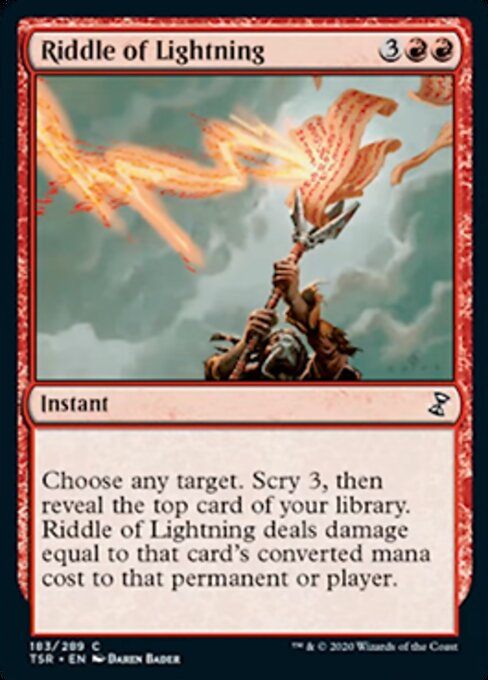 Riddle of Lightning 3
Instant
Choose any target. Scry 3, then
reveal the top card of your library.
Riddle of Lightning deals damage
equal to that card's converted mana
cost to that permanent or player.
183/289 C
TSR • EN Daren Bader
™ & © 2020 Wizards of the Coast